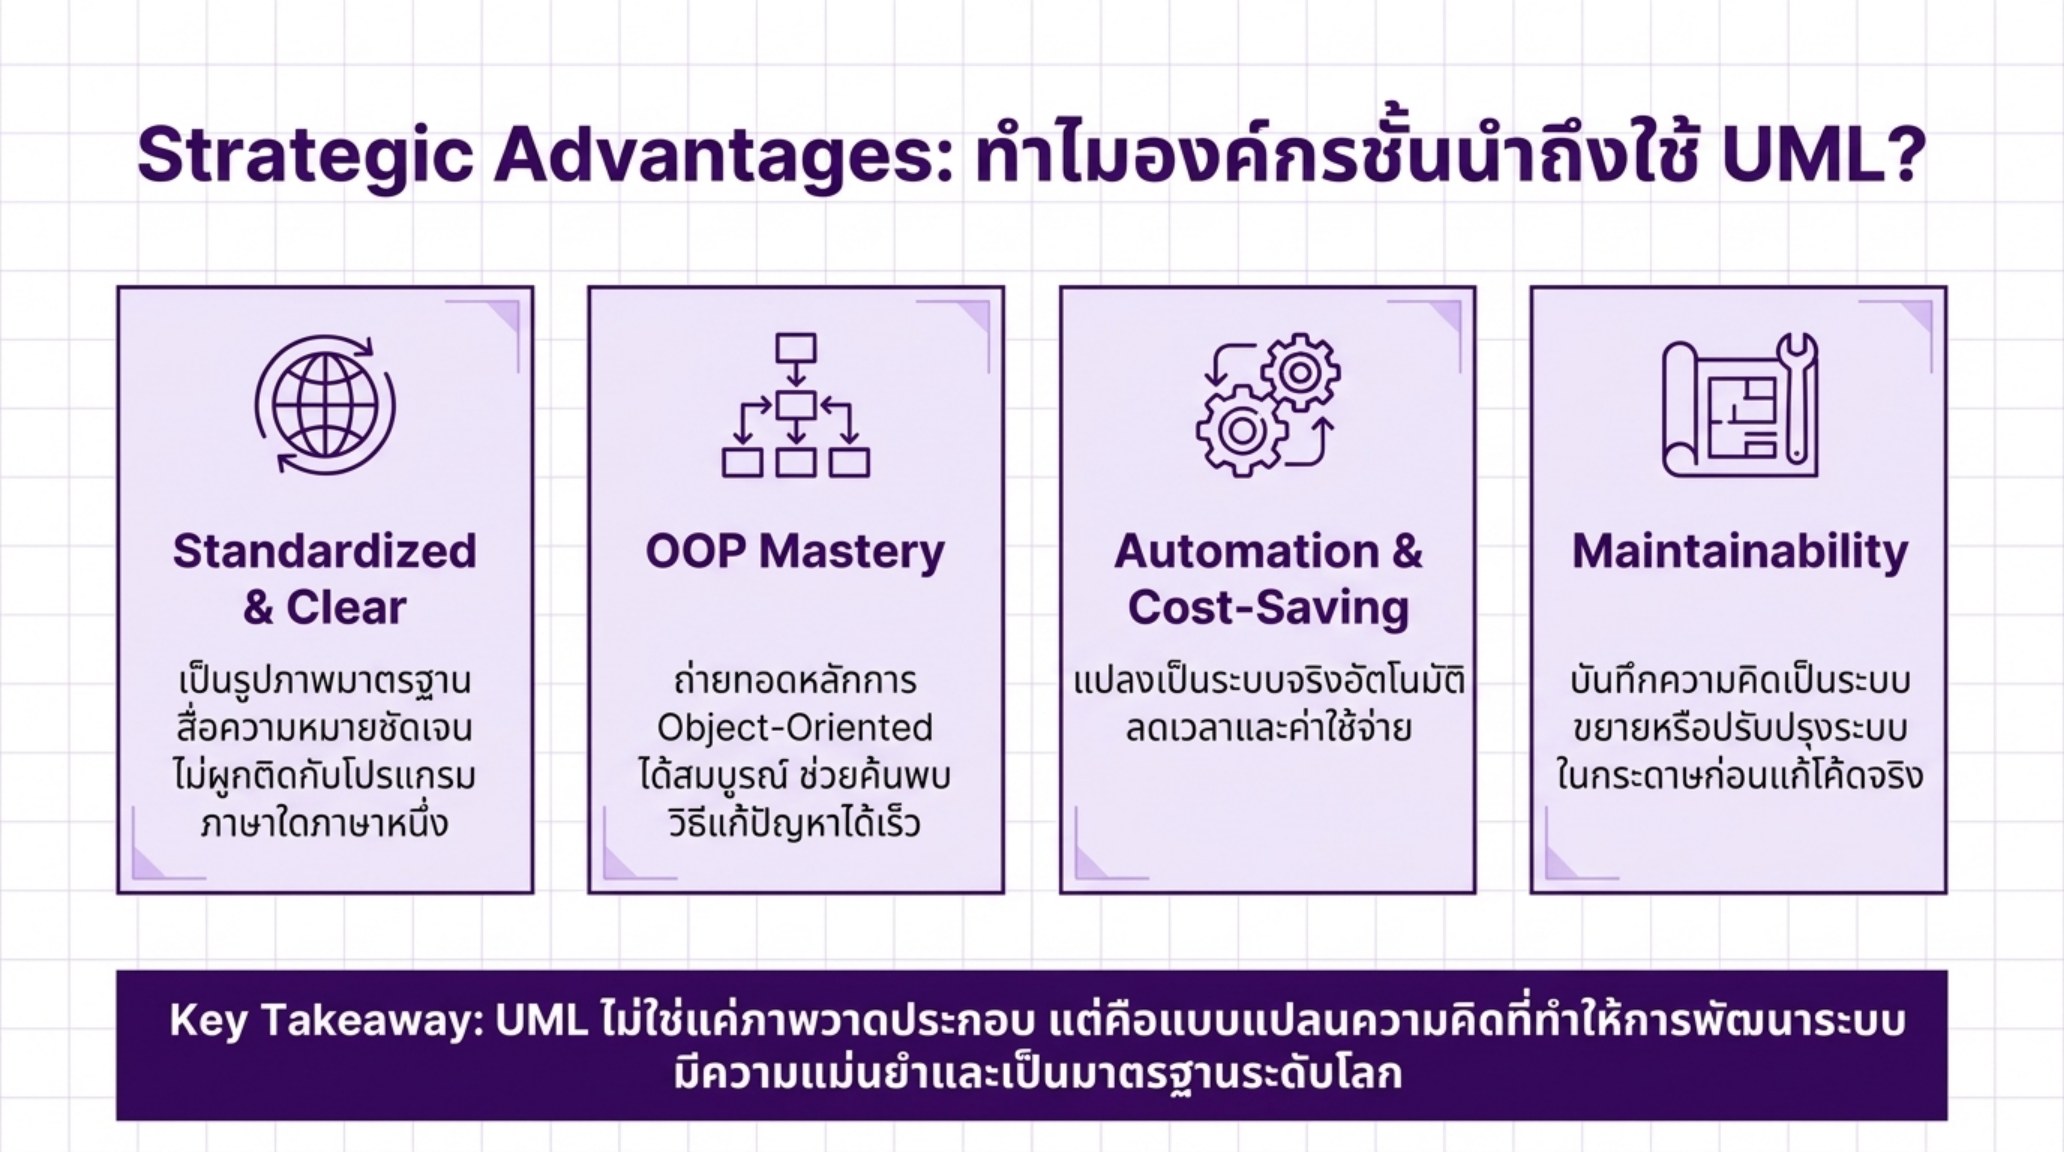 Strategic Advantages: ทำไมองค์กรชั้นนำถึงใช้ UML?
Standardized
& Clear
เป็นรูปภาพมาตรฐาน
สื่อความหมายชัดเจน
ไม่ผูกติดกับโปรแกรม
ภาษาใดภาษาหนึ่ง
OOP Mastery
ถ่ายทอดหลักการ
Object-Oriented
ได้สมบูรณ์ ช่วยค้นพบ
วิธีแก้ปัญหาได้เร็ว
Automation &
Cost-Saving
แปลงเป็นระบบจริงอัตโนมัติ
ลดเวลาและค่าใช้จ่าย
Maintainability
บันทึกความคิดเป็นระบบ
ขยายหรือปรับปรุงระบบ
ในกระดาษก่อนแก้โค้ดจริง
Key Takeaway: UML ไม่ใช่แค่ภาพวาดประกอบ แต่คือแบบแปลนความคิดที่ทำให้การพัฒนาระบบ
มีความแม่นยำและเป็นมาตรฐานระดับโลก